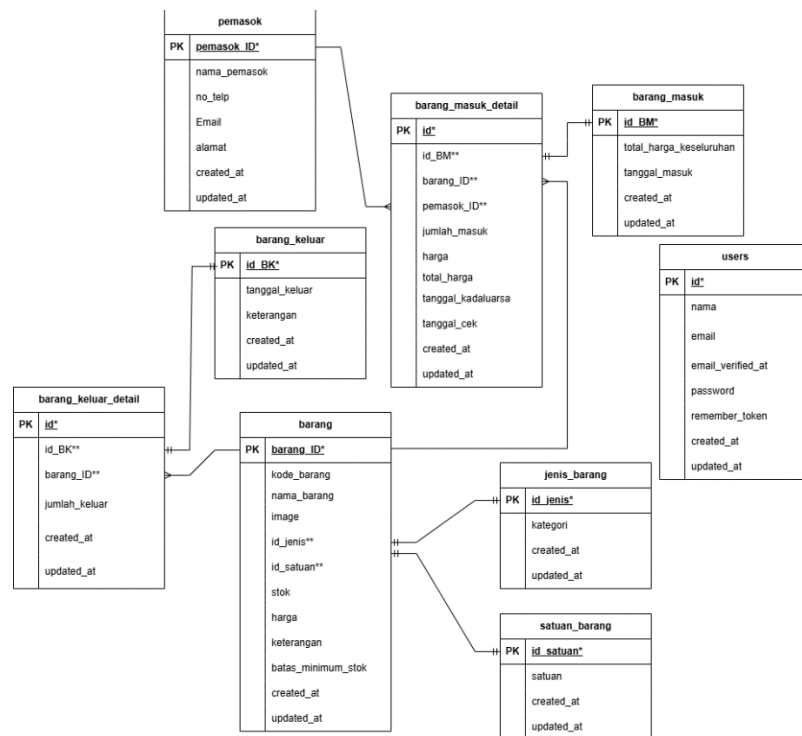 pemasok
PK pemasok_ID*
nama_pemasok
no_telp
Email
alamat
created_at
updated_at
barang_masuk_detail
PK id*
id_BM**
barang_ID**
pemasok_ID**
jumlah_masuk
harga
total_harga
tanggal_kadaluarsa
tanggal_cek
created_at
updated_at
barang_masuk
PK id_BM*
total_harga_keseluruhan
tanggal_masuk
created_at
updated_at
barang_keluar
PK id_BK*
tanggal_keluar
keterangan
created_at
updated_at
users
PK id*
nama
email
email_verified_at
password
remember_token
created_at
updated_at
barang_keluar_detail
PK id*
id_BK**
barang_ID**
jumlah_keluar
created_at
updated_at
barang
PK barang_ID*
kode_barang
nama_barang
image
id_jenis**
id_satuan**
stok
harga
keterangan
batas_minimum_stok
created_at
updated_at
jenis_barang
PK id_jenis*
kategori
created_at
updated_at
satuan_barang
PK id_satuan*
satuan
created_at
updated_at